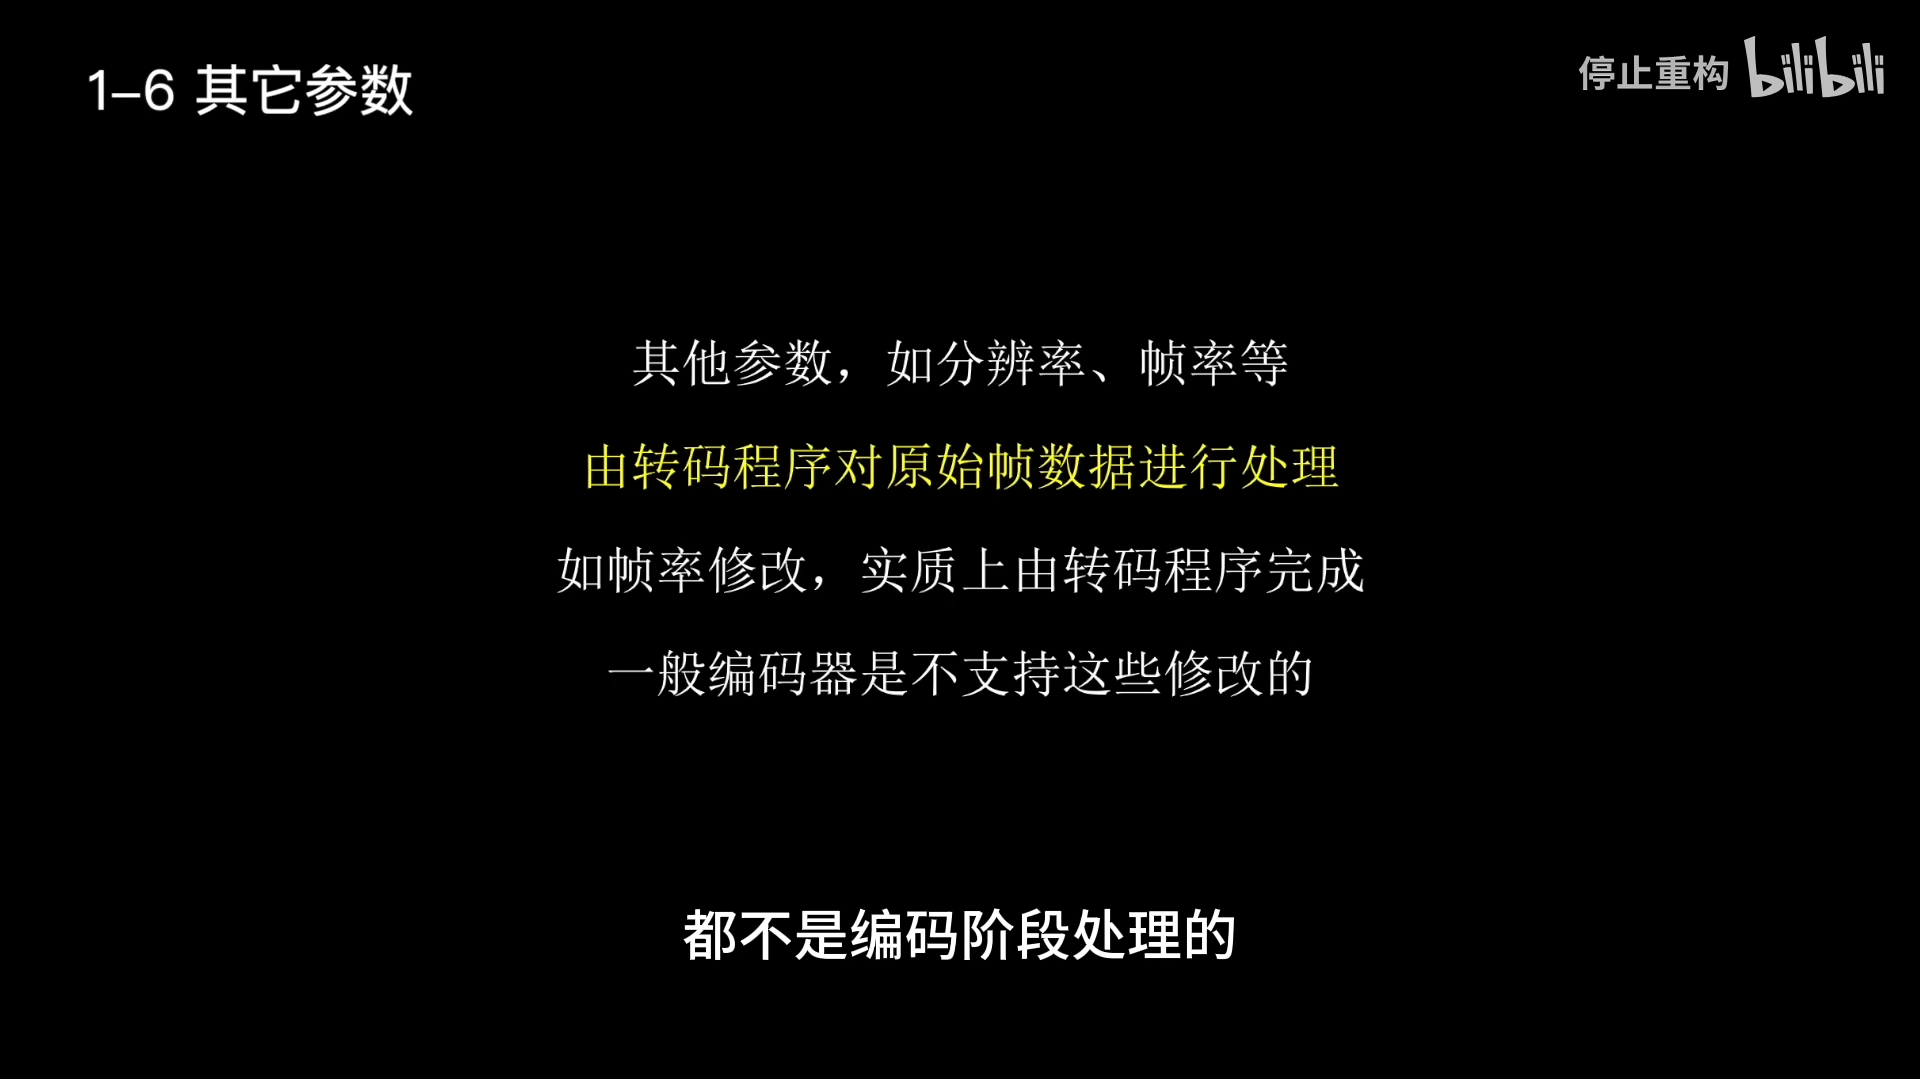 1-6 其它参数
停止重构 bilibili
其他参数，如分辨率、帧率等
由转码程序对原始帧数据进行处理
如帧率修改，实质上由转码程序完成
一般编码器是不支持这些修改的
都不是编码阶段处理的